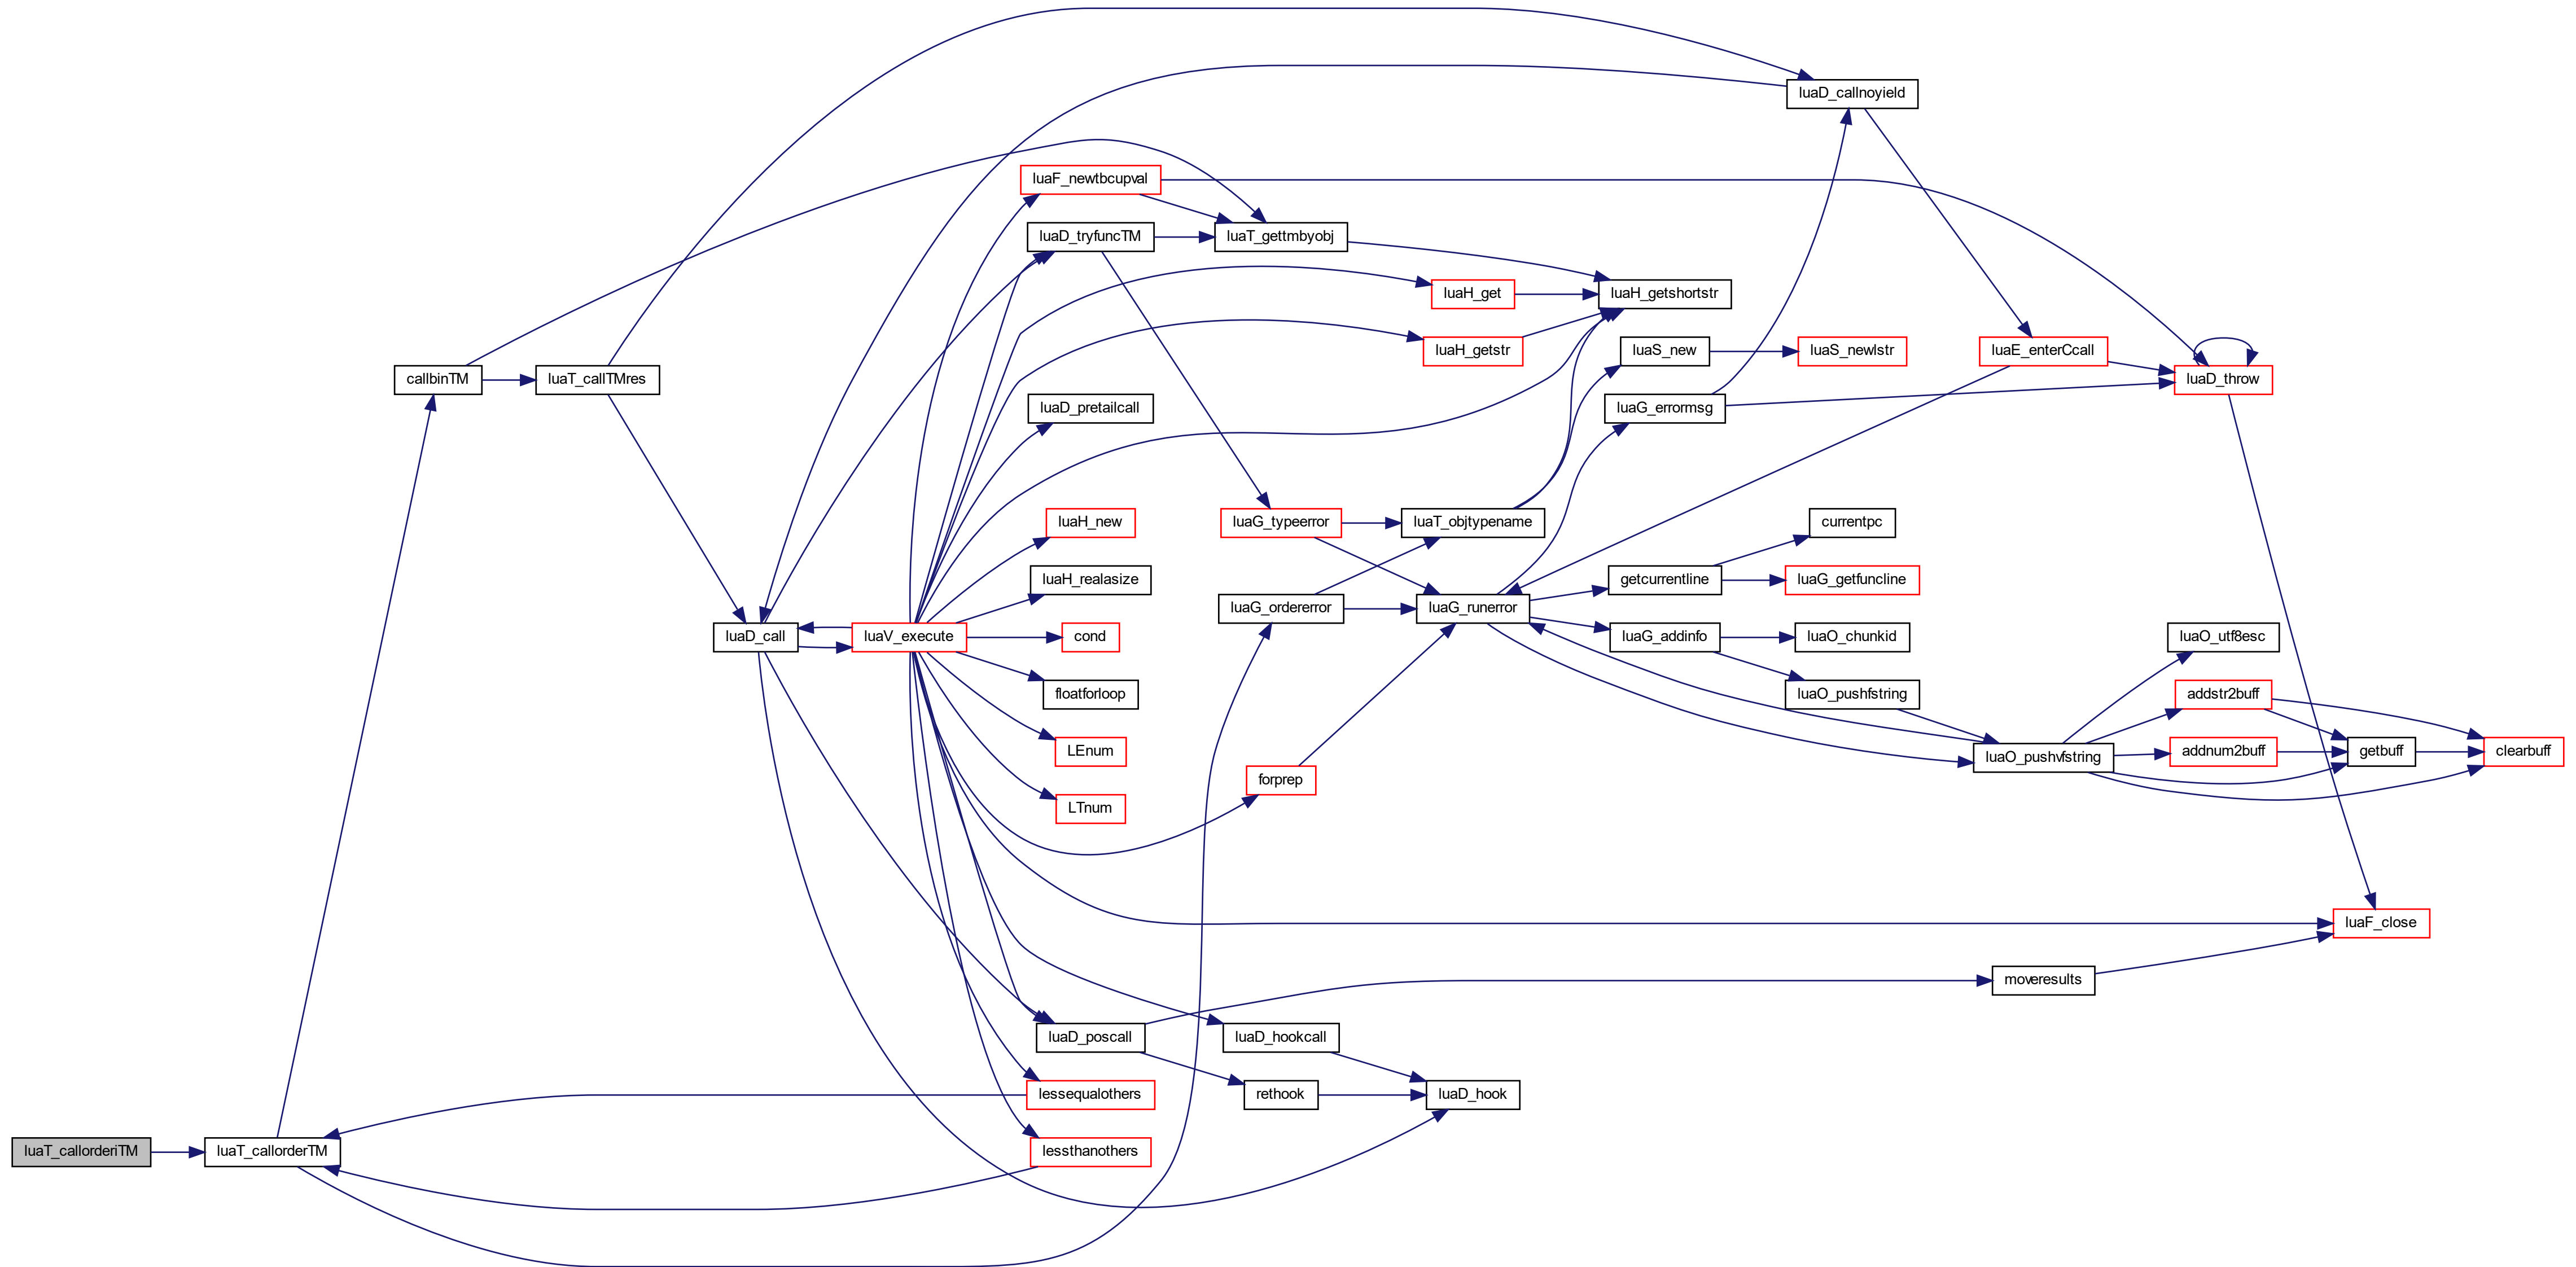 luaD_callnoyield
luaF_newtbcupval
luaD_tryfuncTM
luaT_gettmbyobj
luaH_get
luaH_getshortstr
luaH_getstr
luaS_new
luaS_newlstr
luaE_enterCcall
callbinTM
luaT_callTMres
luaD_throw
luaD_pretailcall
luaG_errormsg
luaH_new
luaG_typeerror
luaT_objtypename
currentpc
luaH_realasize
getcurrentline
luaG_getfuncline
luaG_ordererror
luaG_runerror
luaD_call
luaV_execute
cond
luaG_addinfo
luaO_chunkid
luaO_utf8esc
floatforloop
luaO_pushfstring
addstr2buff
LEnum
luaO_pushvfstring
addnum2buff
getbuff
clearbuff
forprep
LTnum
luaF_close
moveresults
luaD_poscall
luaD_hookcall
lessequalothers
rethook
luaD_hook
luaT_callorderiTM
luaT_callorderTM
lessthanothers